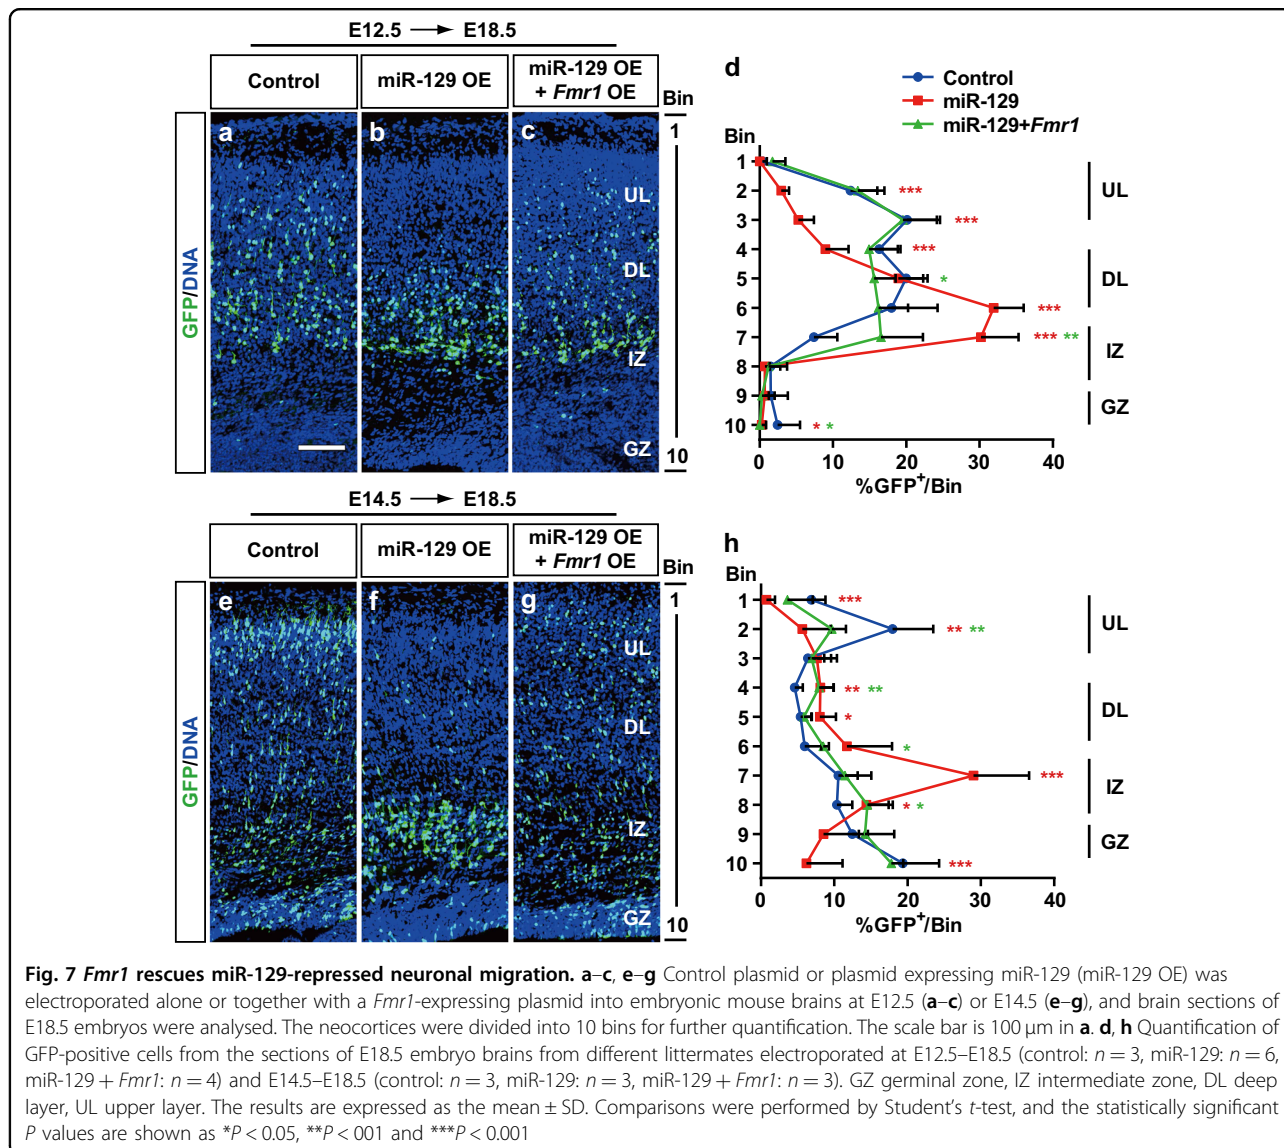 E12.5 → E18.5
Control
miR-129 OE
miR-129 OE
+ Fmr1 OE
Bin
GFP/DNA
a
b
c
1
UL
DL
IZ
GZ
10
d
Control
miR-129
miR-129+Fmr1
Bin
1
2 ***
3 ***
4 ***
5 *
6 ***
7 *** **
8
9
10 * *
UL
DL
IZ
GZ
0 10 20 30 40
%GFP+/Bin
E14.5 → E18.5
Control
miR-129 OE
miR-129 OE
+ Fmr1 OE
Bin
GFP/DNA
e
f
g
1
UL
DL
IZ
GZ
10
h
Bin
1 ***
2 ** **
3
4 ** **
5 *
6 *
7 ***
8 * *
9
10 ***
UL
DL
IZ
GZ
0 10 20 30 40
%GFP+/Bin
Fig. 7 Fmr1 rescues miR-129-repressed neuronal migration. a–c, e–g Control plasmid or plasmid expressing miR-129 (miR-129 OE) was
electroporated alone or together with a Fmr1-expressing plasmid into embryonic mouse brains at E12.5 (a–c) or E14.5 (e–g), and brain sections of
E18.5 embryos were analysed. The neocortices were divided into 10 bins for further quantification. The scale bar is 100 μm in a. d, h Quantification of
GFP-positive cells from the sections of E18.5 embryo brains from different littermates electroporated at E12.5–E18.5 (control: n = 3, miR-129: n = 6,
miR-129 + Fmr1: n = 4) and E14.5–E18.5 (control: n = 3, miR-129: n = 3, miR-129 + Fmr1: n = 3). GZ germinal zone, IZ intermediate zone, DL deep
layer, UL upper layer. The results are expressed as the mean ± SD. Comparisons were performed by Student's t-test, and the statistically significant
P values are shown as *P < 0.05, **P < 001 and ***P < 0.001